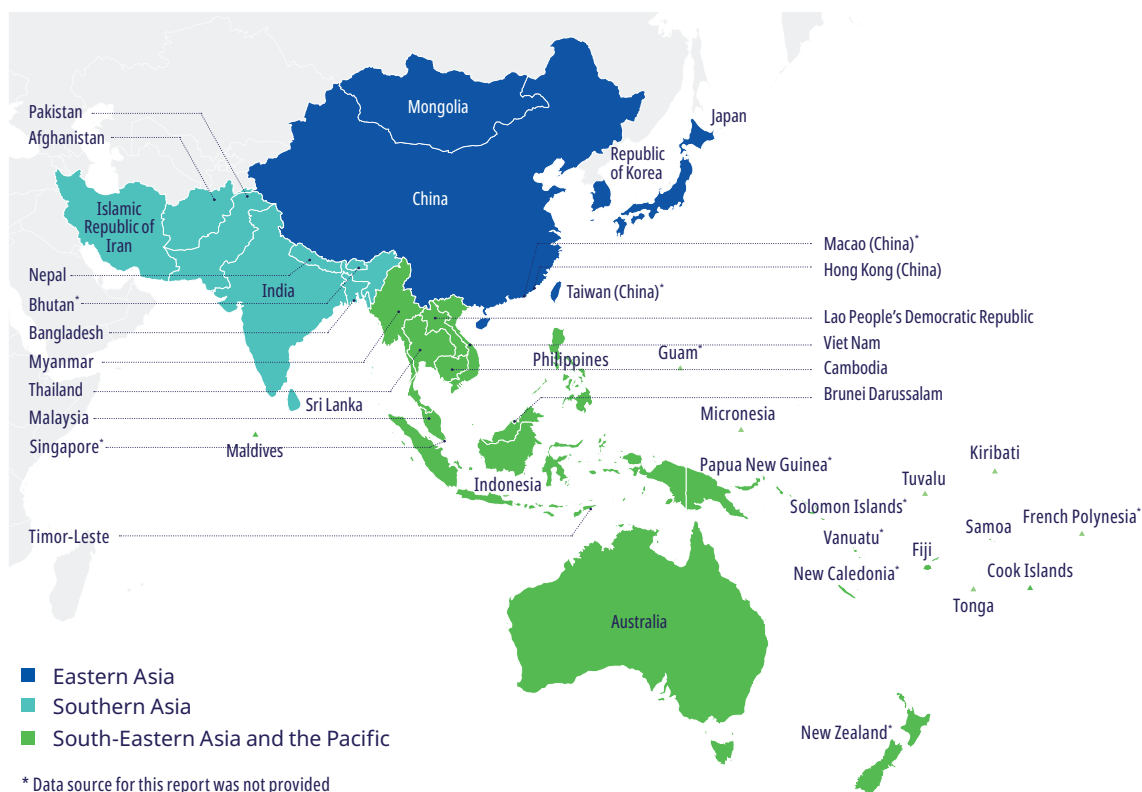 Pakistan
Afghanistan
Mongolia
Japan
Republic
of Korea
China
Islamic
Republic of
Iran
Macao (China)*
Hong Kong (China)
Nepal
India
Bhutan*
Taiwan (China)*
Bangladesh
Lao People's Democratic Republic
Viet Nam
Myanmar
Philippines
Guam*
Cambodia
Thailand
Brunei Darussalam
Sri Lanka
Malaysia
Micronesia
Singapore*
Maldives
Kiribati
Papua New Guinea*
Tuvalu
Indonesia
Solomon Islands*
French Polynesia*
Samoa
Timor-Leste
Vanuatu*
Fiji
New Caledonia*
Cook Islands
Tonga
Australia
Eastern Asia
Southern Asia
South-Eastern Asia and the Pacific
New Zealand*
* Data source for this report was not provided